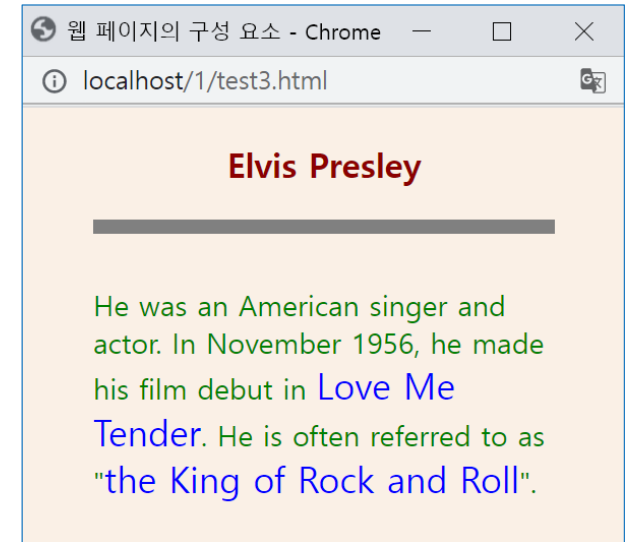 웹 페이지의 구성 요소 - Chrome
localhost/1/test3.html
Elvis Presley
He was an American singer and
actor. In November 1956, he made
his film debut in Love Me
Tender. He is often referred to as
"the King of Rock and Roll".